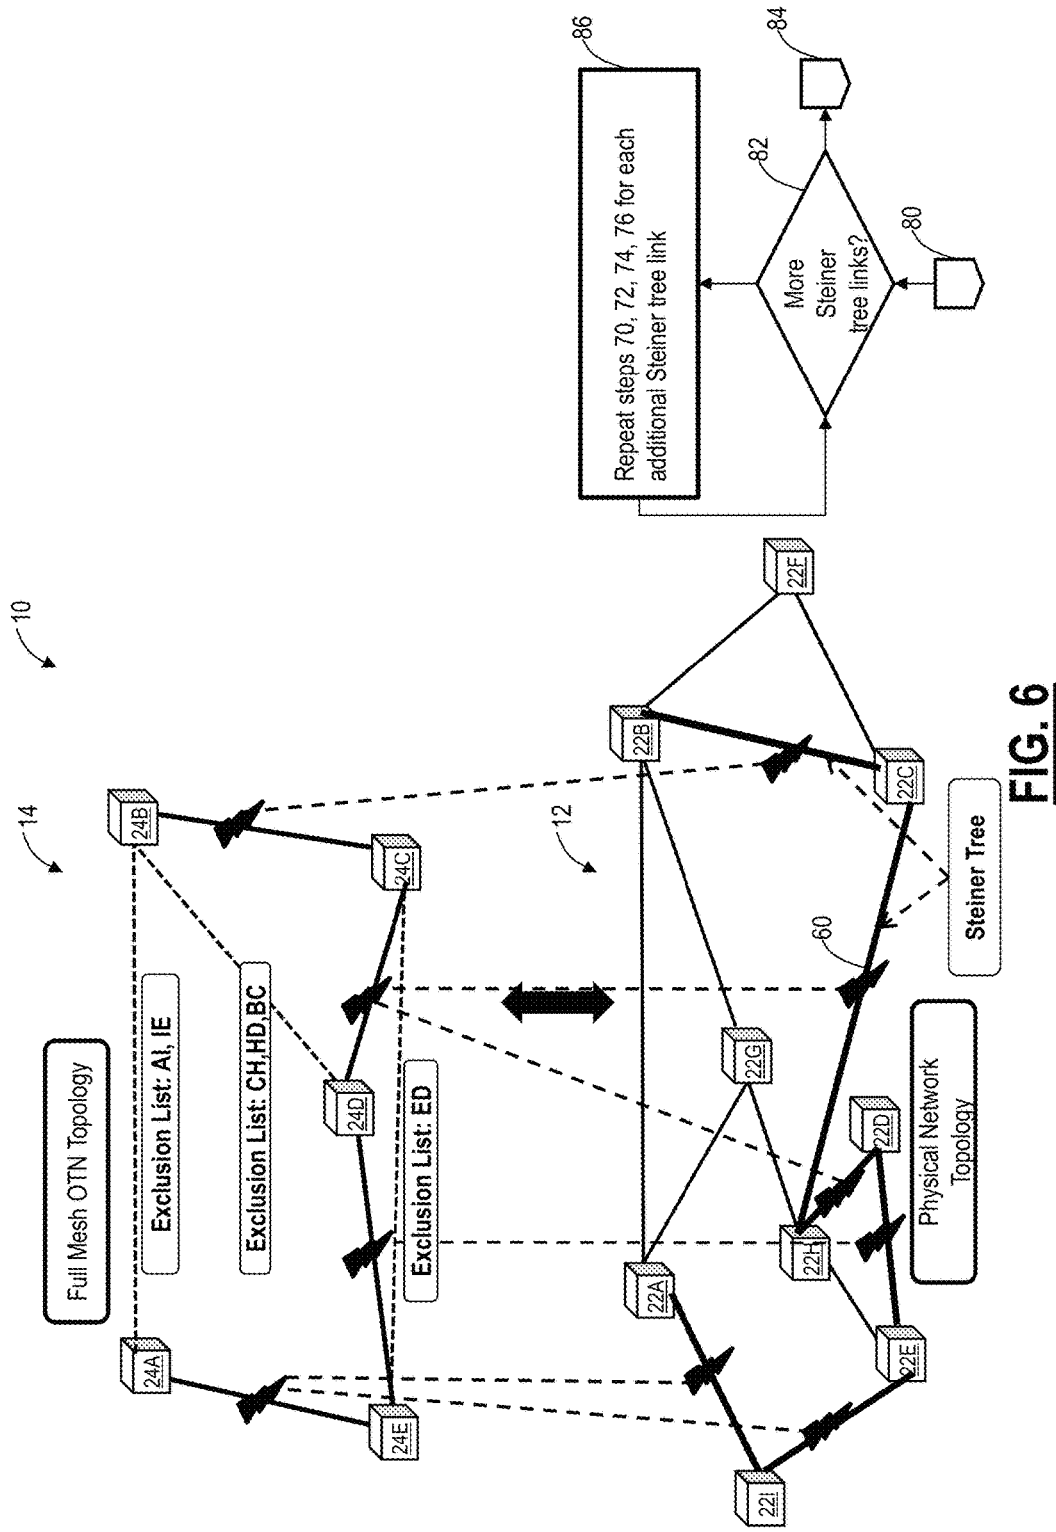 10
14
Full Mesh OTN Topology
24A
24B
Exclusion List: AI, IE
Exclusion List: CH,HD,BC
24D
24C
24E
Exclusion List: ED
12
22A
22B
22F
22G
22I
22H
22D
22E
22C
60
Physical Network
Topology
Steiner Tree
86
Repeat steps 70, 72, 74, 76 for each
additional Steiner tree link
82
84
More
Steiner
tree links?
80
FIG. 6